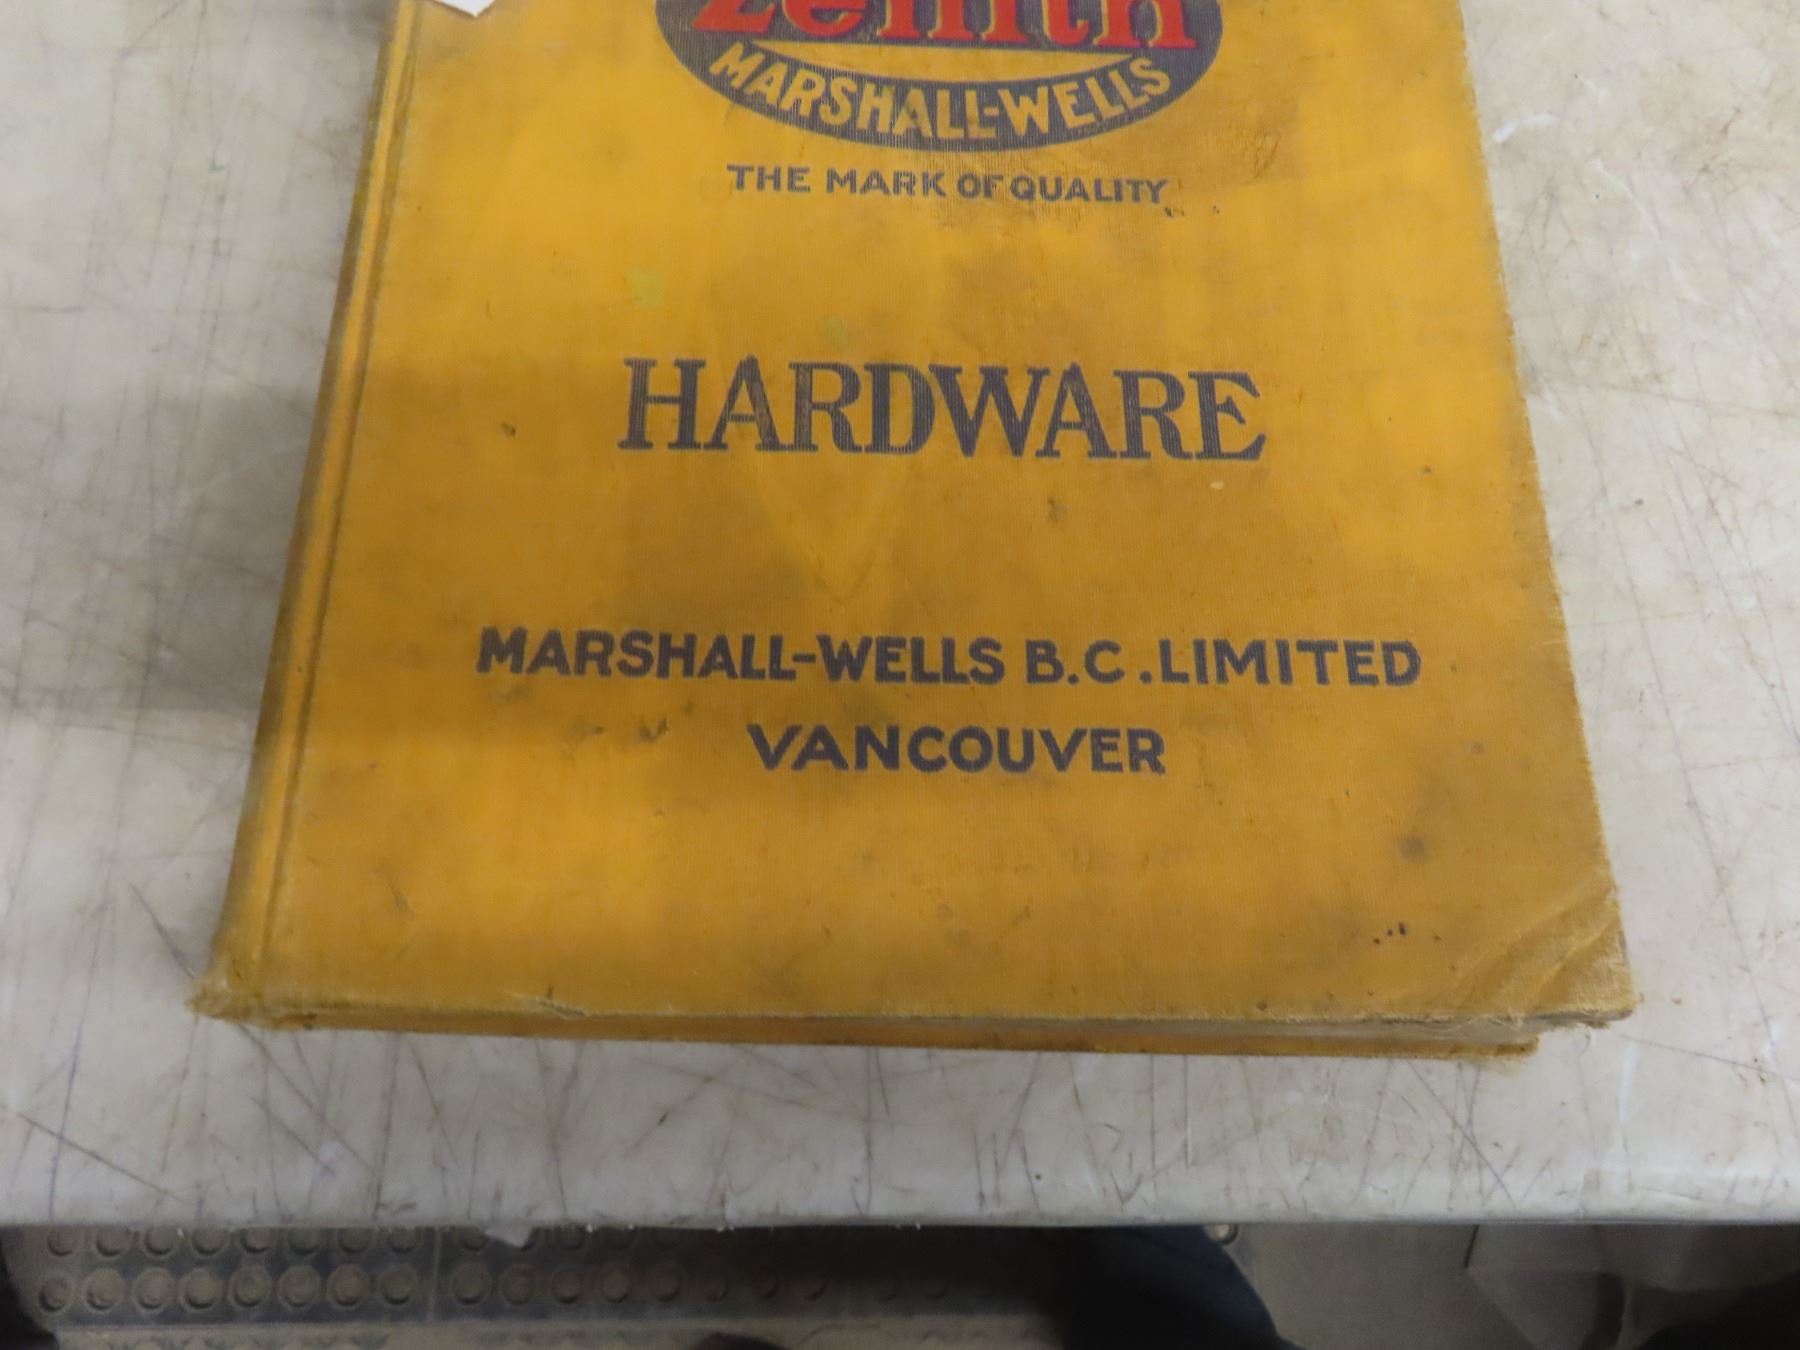 Zenith
MARSHALL-WELLS
THE MARK OF QUALITY
HARDWARE
MARSHALL-WELLS B.C. LIMITED
VANCOUVER